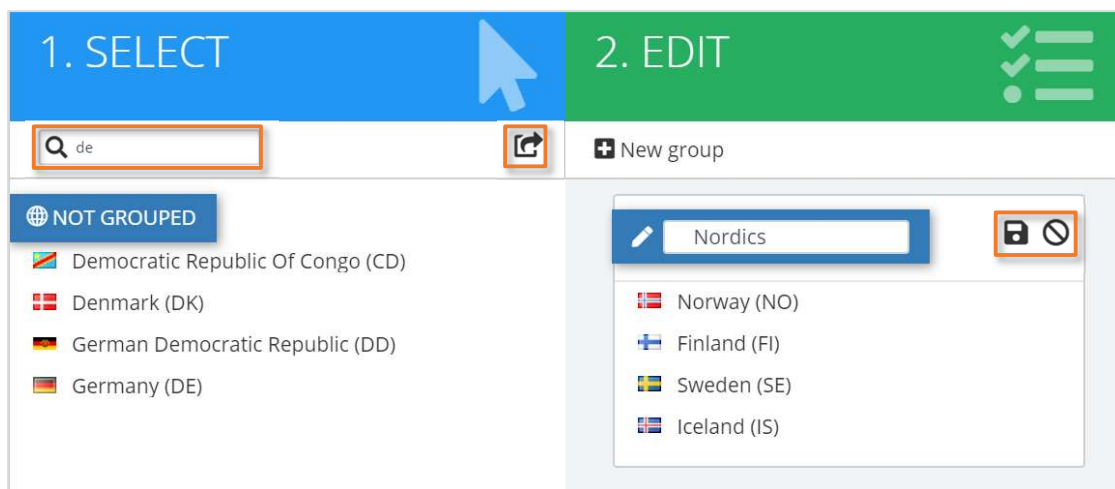 1. SELECT
de
NOT GROUPED
Democratic Republic Of Congo (CD)
Denmark (DK)
German Democratic Republic (DD)
Germany (DE)
2. EDIT
New group
Nordics
Norway (NO)
Finland (FI)
Sweden (SE)
Iceland (IS)